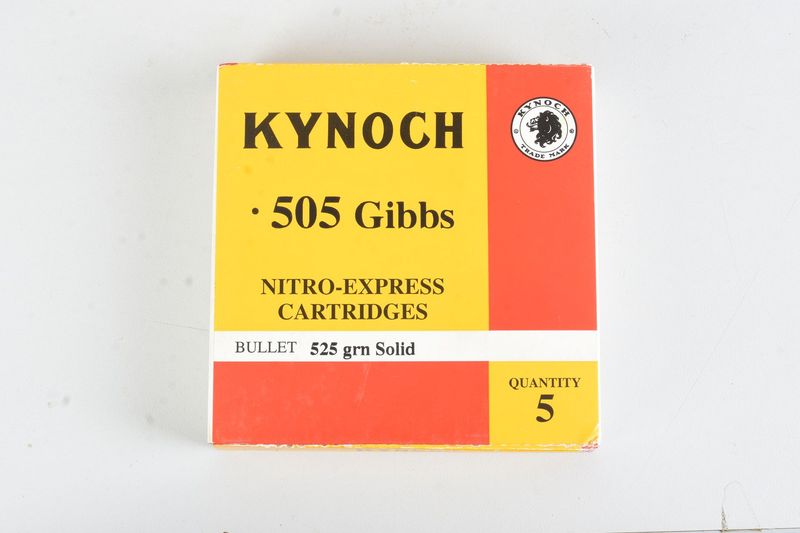 KYNOCH
KYNOCH
TRADE MARK
· 505 Gibbs
NITRO-EXPRESS
CARTRIDGES
BULLET 525 grn Solid
QUANTITY
5